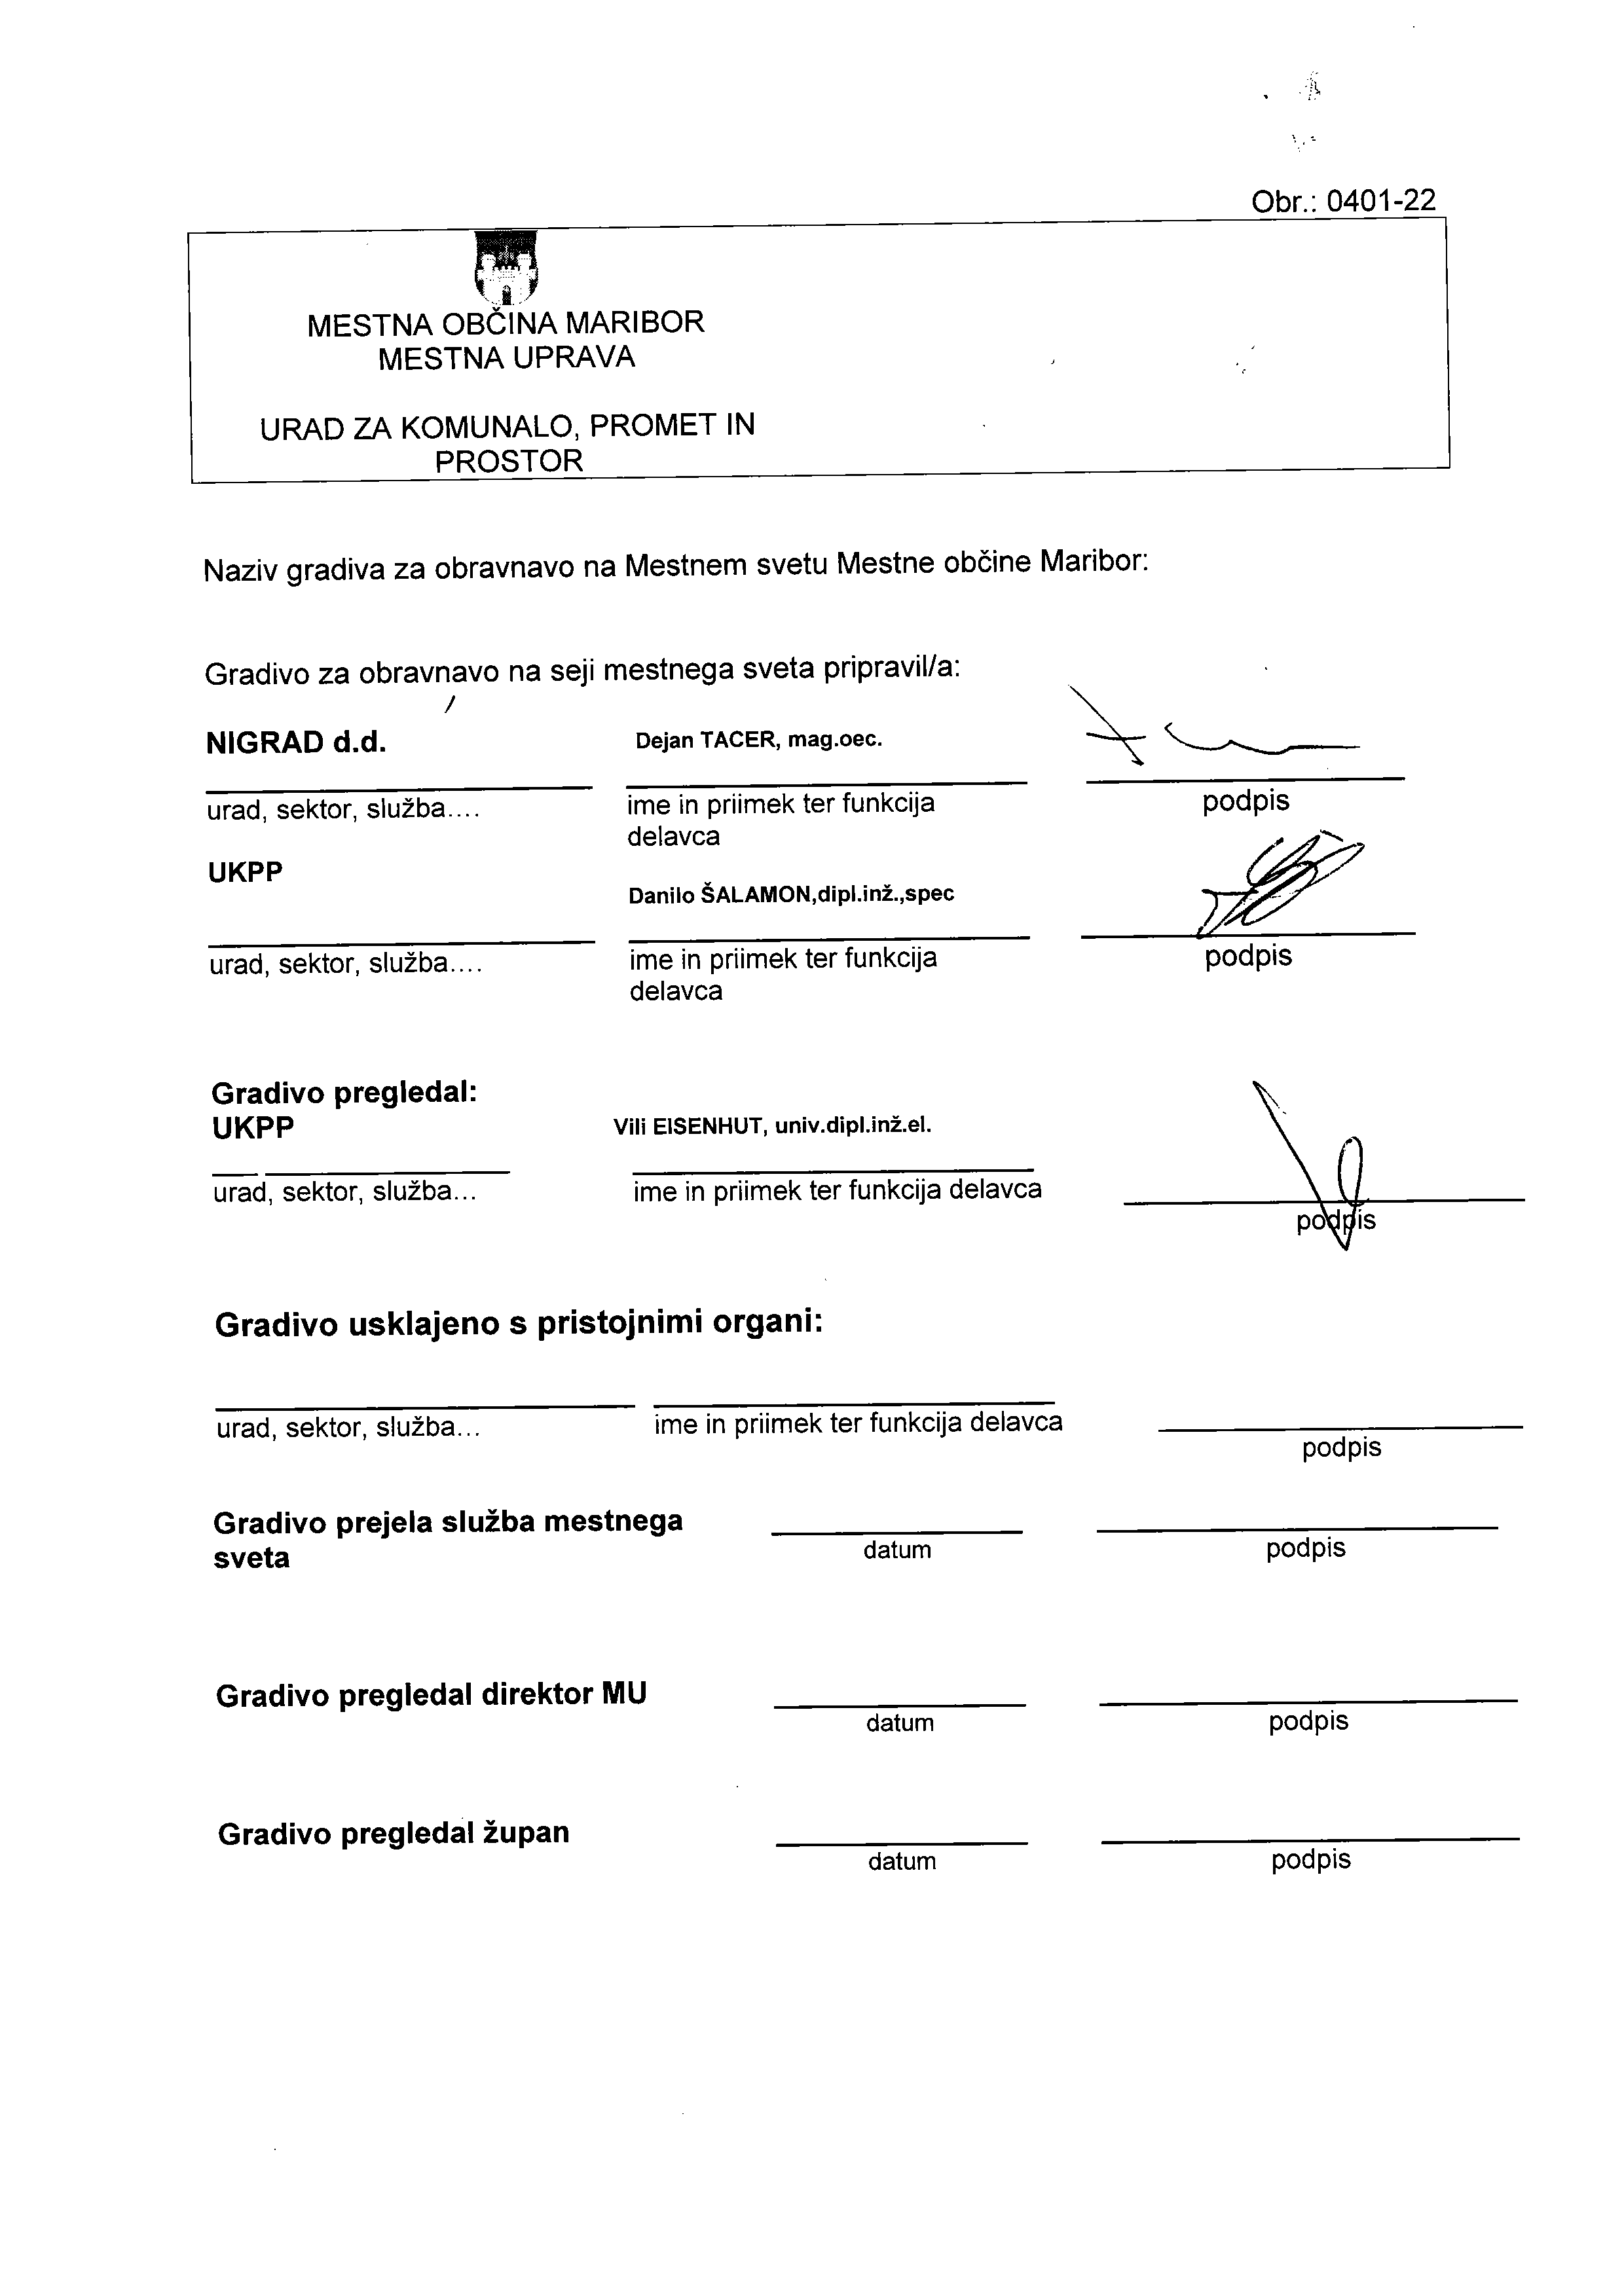 Obr.: 0401-22
MESTNA OBČINA MARIBOR
MESTNA UPRAVA
URAD ZA KOMUNALO, PROMET IN
PROSTOR
Naziv gradiva za obravnavo na Mestnem svetu Mestne občine Maribor:
Gradivo za obravnavo na seji mestnega sveta pripravil/a:
NIGRAD d.d. Dejan TACER, mag.oec.
urad, sektor, služba.... ime in priimek ter funkcija podpis
delavca
UKPP
Danilo ŠALAMON,dipl.inž.,spec
urad, sektor, služba.... ime in priimek ter funkcija podpis
delavca
Gradivo pregledal:
UKPP Vili EISENHUT, univ.dipl.inž.el.
urad, sektor, služba... ime in priimek ter funkcija delavca
podpis
Gradivo usklajeno s pristojnimi organi:
urad, sektor, služba... ime in priimek ter funkcija delavca
podpis
Gradivo prejela služba mestnega
sveta datum podpis
Gradivo pregledal direktor MU
datum podpis
Gradivo pregledal župan
datum podpis